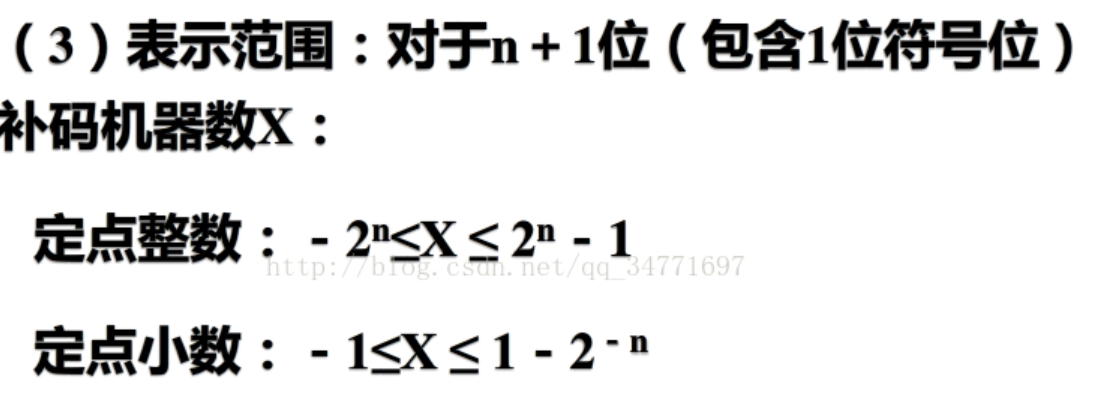 （3）表示范围：对于n + 1位（包含1位符号位）
补码机器数X：
定点整数：- 2ⁿ≤X ≤ 2ⁿ - 1
http://blog.csdn.net/qq_34771697
定点小数：- 1≤X ≤ 1 - 2⁻ⁿ